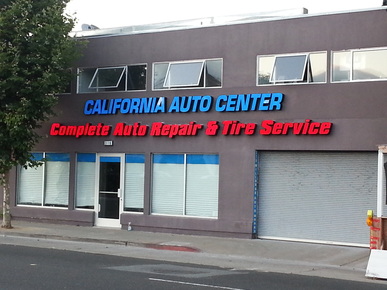 CALIFORNIA AUTO CENTER
Complete Auto Repair & Tire Service